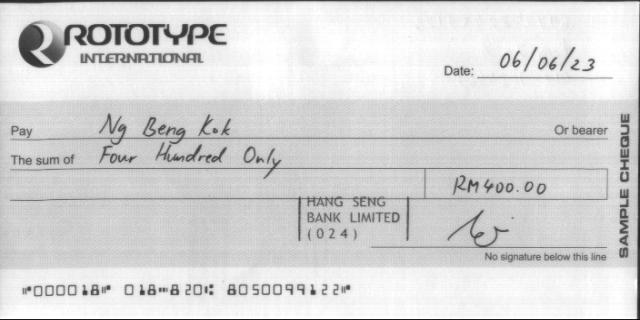 ROTOTYPE
INTERNATIONAL
Date: 06/06/23
Pay Ng Beng Kok Or bearer
The sum of Four Hundred Only
RM400.00
HANG SENG
BANK LIMITED
(024)
No signature below this line
SAMPLE CHEQUE
⑈000018⑈ 018⑉820⑆ 8050099122⑈